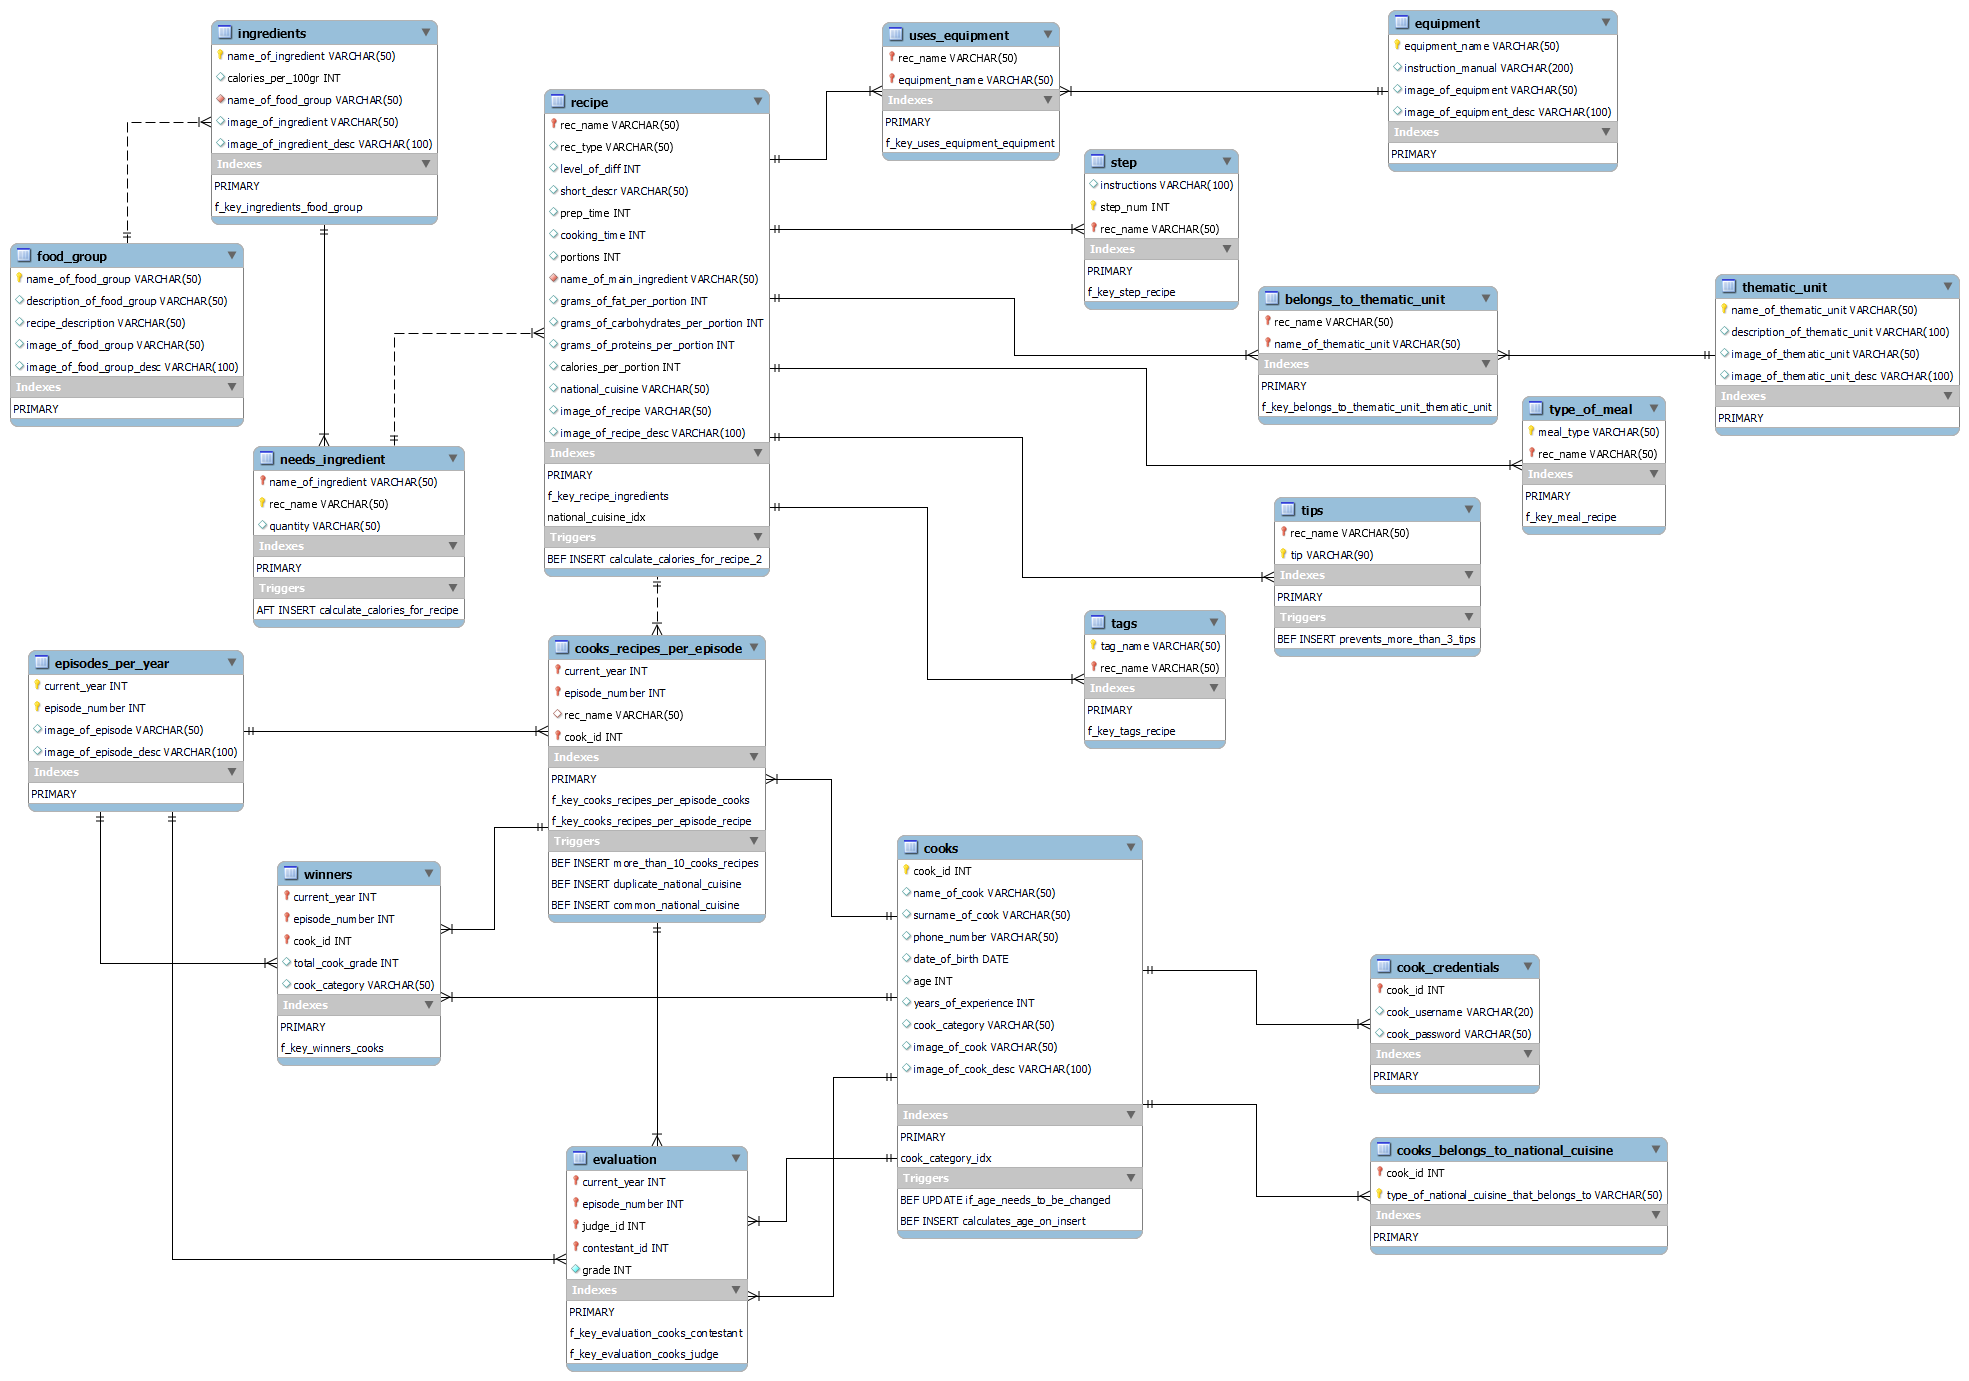 ingredients
name_of_ingredient VARCHAR(50)
calories_per_100gr INT
name_of_food_group VARCHAR(50)
image_of_ingredient VARCHAR(50)
image_of_ingredient_desc VARCHAR(100)
Indexes
PRIMARY
f_key_ingredients_food_group
food_group
name_of_food_group VARCHAR(50)
description_of_food_group VARCHAR(50)
recipe_description VARCHAR(50)
image_of_food_group VARCHAR(50)
image_of_food_group_desc VARCHAR(100)
Indexes
PRIMARY
needs_ingredient
name_of_ingredient VARCHAR(50)
rec_name VARCHAR(50)
quantity VARCHAR(50)
Indexes
PRIMARY
Triggers
AFT INSERT calculate_calories_for_recipe
recipe
rec_name VARCHAR(50)
rec_type VARCHAR(50)
level_of_diff INT
short_descr VARCHAR(50)
prep_time INT
cooking_time INT
portions INT
name_of_main_ingredient VARCHAR(50)
grams_of_fat_per_portion INT
grams_of_carbohydrates_per_portion INT
grams_of_proteins_per_portion INT
calories_per_portion INT
national_cuisine VARCHAR(50)
image_of_recipe VARCHAR(50)
image_of_recipe_desc VARCHAR(100)
Indexes
PRIMARY
f_key_recipe_ingredients
national_cuisine_idx
Triggers
BEF INSERT calculate_calories_for_recipe_2
uses_equipment
rec_name VARCHAR(50)
equipment_name VARCHAR(50)
Indexes
PRIMARY
f_key_uses_equipment_equipment
equipment
equipment_name VARCHAR(50)
instruction_manual VARCHAR(200)
image_of_equipment VARCHAR(50)
image_of_equipment_desc VARCHAR(100)
Indexes
PRIMARY
step
instructions VARCHAR(100)
step_num INT
rec_name VARCHAR(50)
Indexes
PRIMARY
f_key_step_recipe
belongs_to_thematic_unit
rec_name VARCHAR(50)
name_of_thematic_unit VARCHAR(50)
Indexes
PRIMARY
f_key_belongs_to_thematic_unit_thematic_unit
thematic_unit
name_of_thematic_unit VARCHAR(50)
description_of_thematic_unit VARCHAR(100)
image_of_thematic_unit VARCHAR(50)
image_of_thematic_unit_desc VARCHAR(100)
Indexes
PRIMARY
type_of_meal
meal_type VARCHAR(50)
rec_name VARCHAR(50)
Indexes
PRIMARY
f_key_meal_recipe
tips
rec_name VARCHAR(50)
tip VARCHAR(90)
Indexes
PRIMARY
Triggers
BEF INSERT prevents_more_than_3_tips
tags
tag_name VARCHAR(50)
rec_name VARCHAR(50)
Indexes
PRIMARY
f_key_tags_recipe
episodes_per_year
current_year INT
episode_number INT
image_of_episode VARCHAR(50)
image_of_episode_desc VARCHAR(100)
Indexes
PRIMARY
cooks_recipes_per_episode
current_year INT
episode_number INT
rec_name VARCHAR(50)
cook_id INT
Indexes
PRIMARY
f_key_cooks_recipes_per_episode_cooks
f_key_cooks_recipes_per_episode_recipe
Triggers
BEF INSERT more_than_10_cooks_recipes
BEF INSERT duplicate_national_cuisine
BEF INSERT common_national_cuisine
winners
current_year INT
episode_number INT
cook_id INT
total_cook_grade INT
cook_category VARCHAR(50)
Indexes
PRIMARY
f_key_winners_cooks
cooks
cook_id INT
name_of_cook VARCHAR(50)
surname_of_cook VARCHAR(50)
phone_number VARCHAR(50)
date_of_birth DATE
age INT
years_of_experience INT
cook_category VARCHAR(50)
image_of_cook VARCHAR(50)
image_of_cook_desc VARCHAR(100)
Indexes
PRIMARY
cook_category_idx
Triggers
BEF UPDATE if_age_needs_to_be_changed
BEF INSERT calculates_age_on_insert
cook_credentials
cook_id INT
cook_username VARCHAR(20)
cook_password VARCHAR(50)
Indexes
PRIMARY
cooks_belongs_to_national_cuisine
cook_id INT
type_of_national_cuisine_that_belongs_to VARCHAR(50)
Indexes
PRIMARY
evaluation
current_year INT
episode_number INT
judge_id INT
contestant_id INT
grade INT
Indexes
PRIMARY
f_key_evaluation_cooks_contestant
f_key_evaluation_cooks_judge